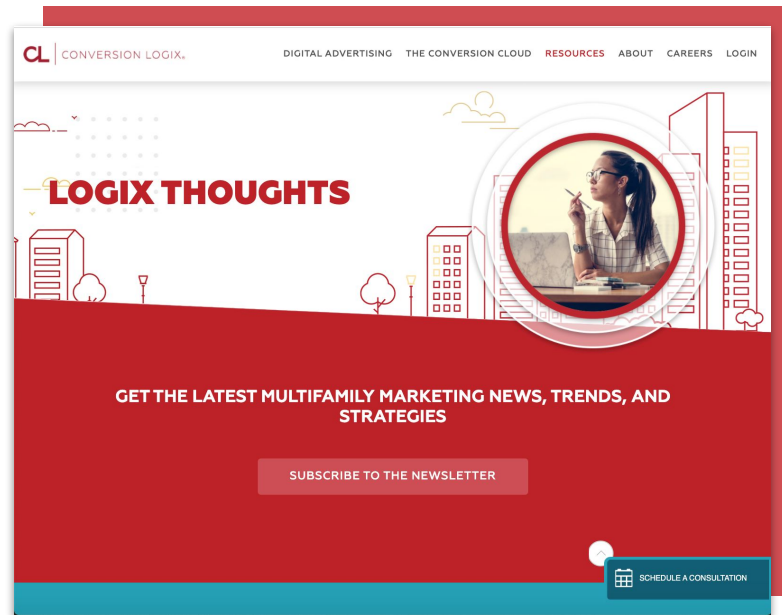 CL CONVERSION LOGIX®
DIGITAL ADVERTISING THE CONVERSION CLOUD RESOURCES ABOUT CAREERS LOGIN
LOGIX THOUGHTS
GET THE LATEST MULTIFAMILY MARKETING NEWS, TRENDS, AND
STRATEGIES
SUBSCRIBE TO THE NEWSLETTER
SCHEDULE A CONSULTATION